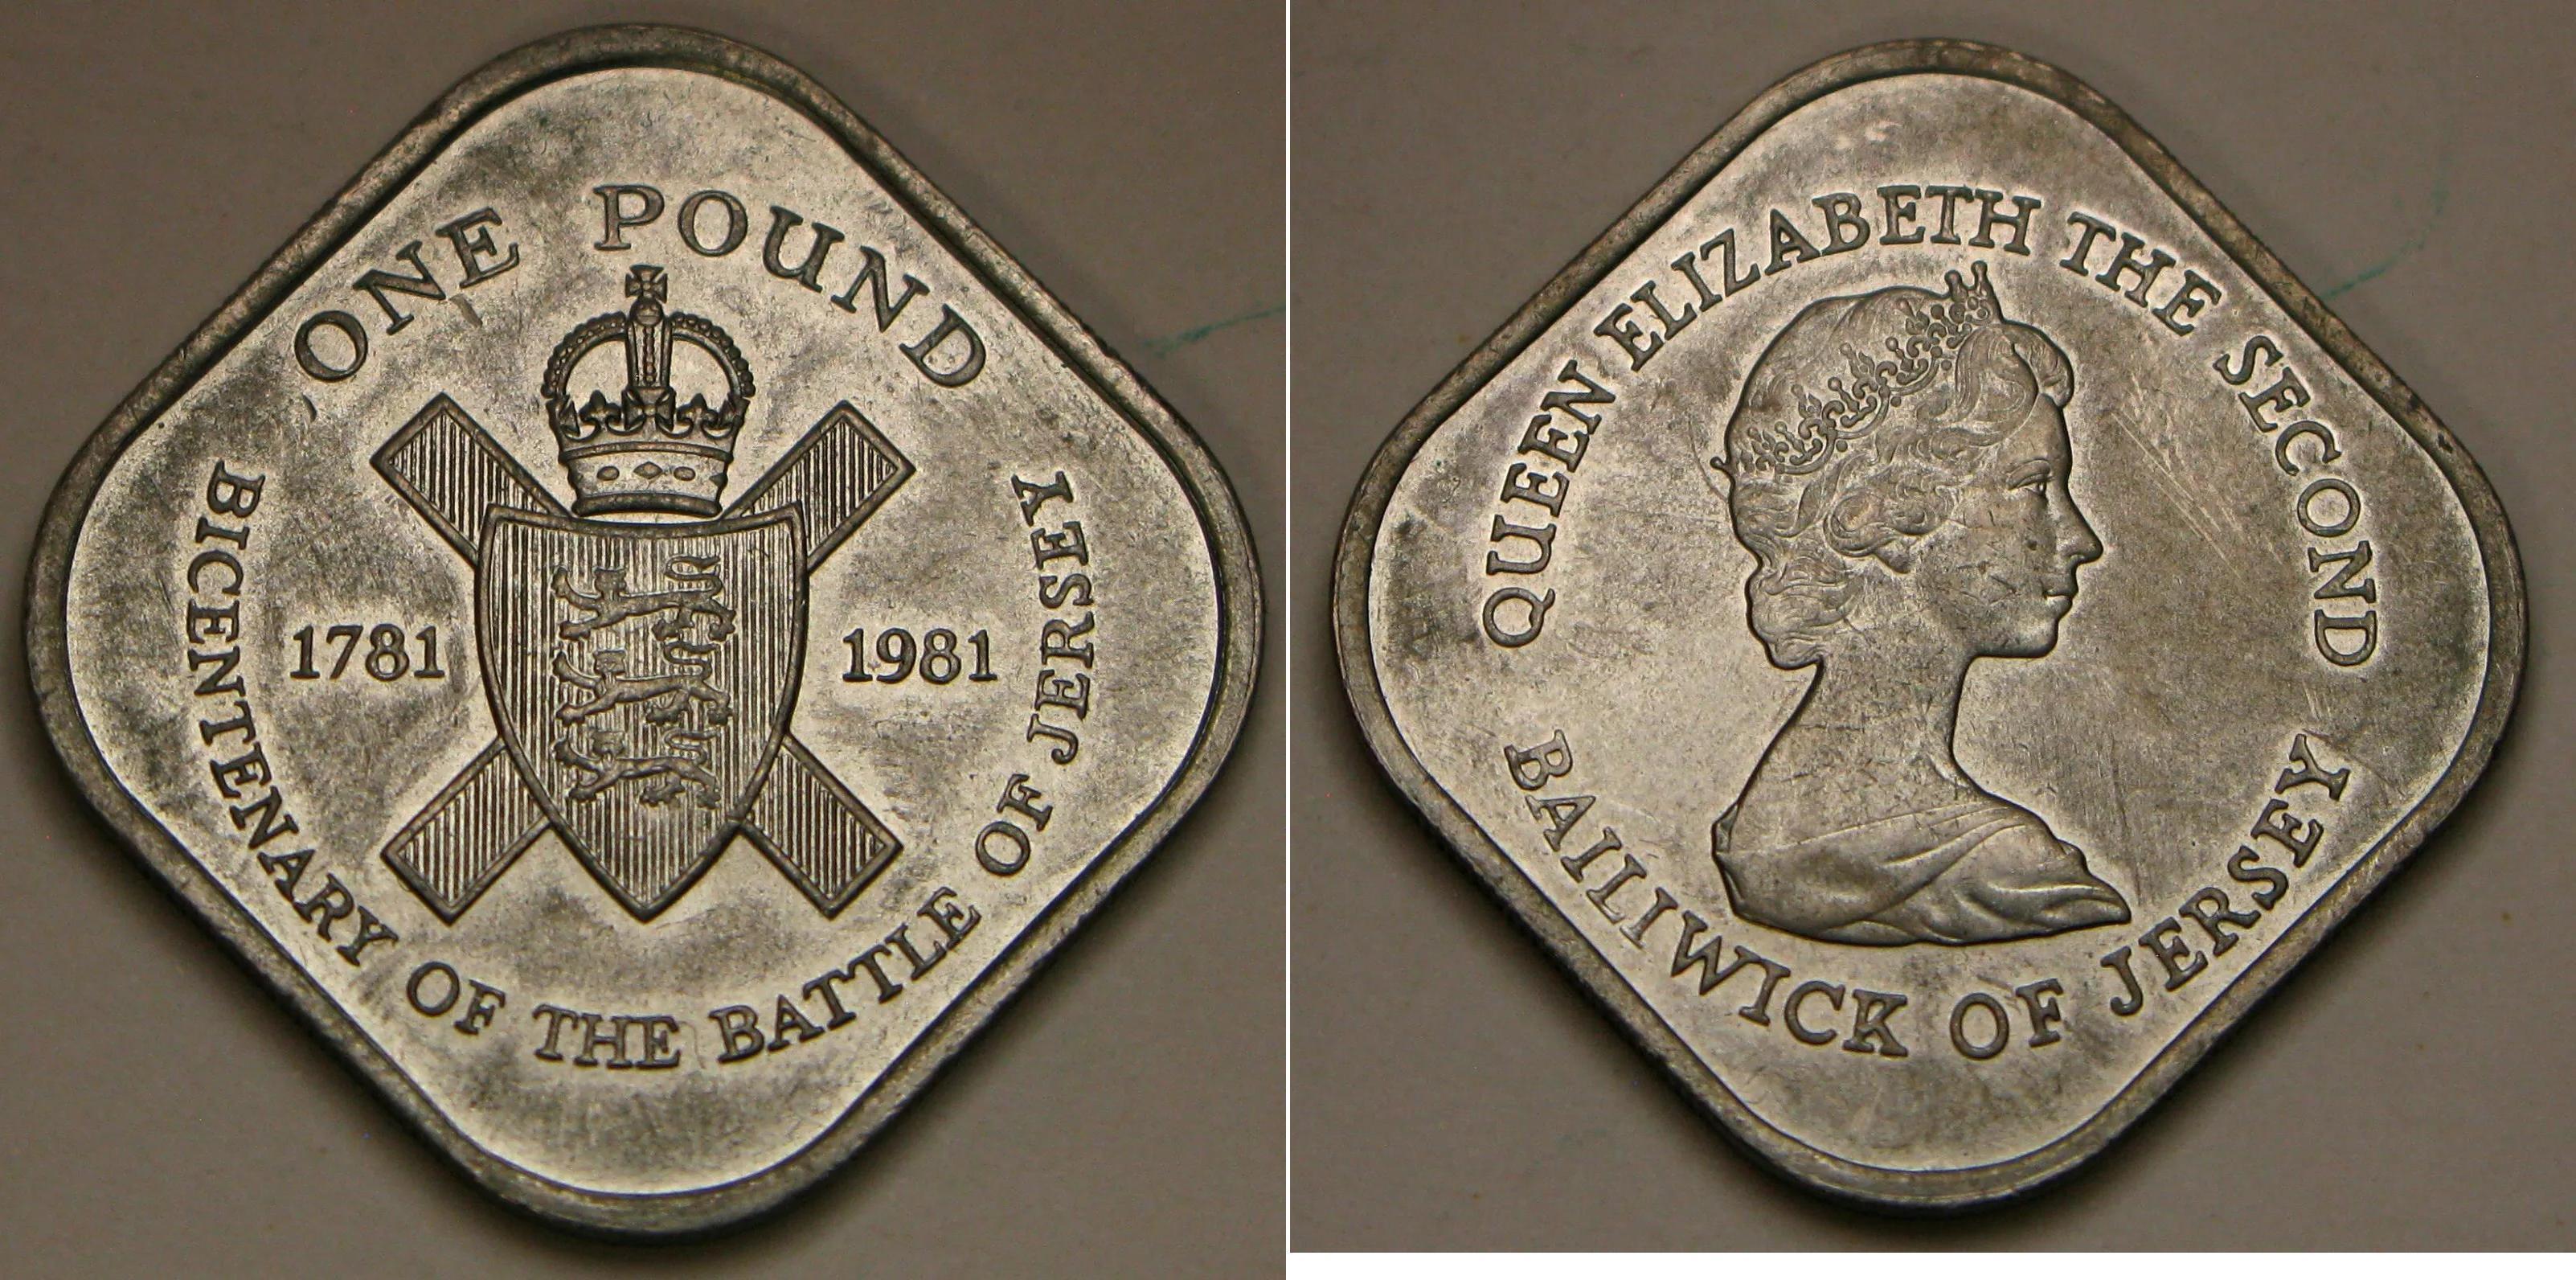 ONE POUND
1781 1981
BICENTENARY OF THE BATTLE OF JERSEY
QUEEN ELIZABETH THE SECOND
BAILIWICK OF JERSEY